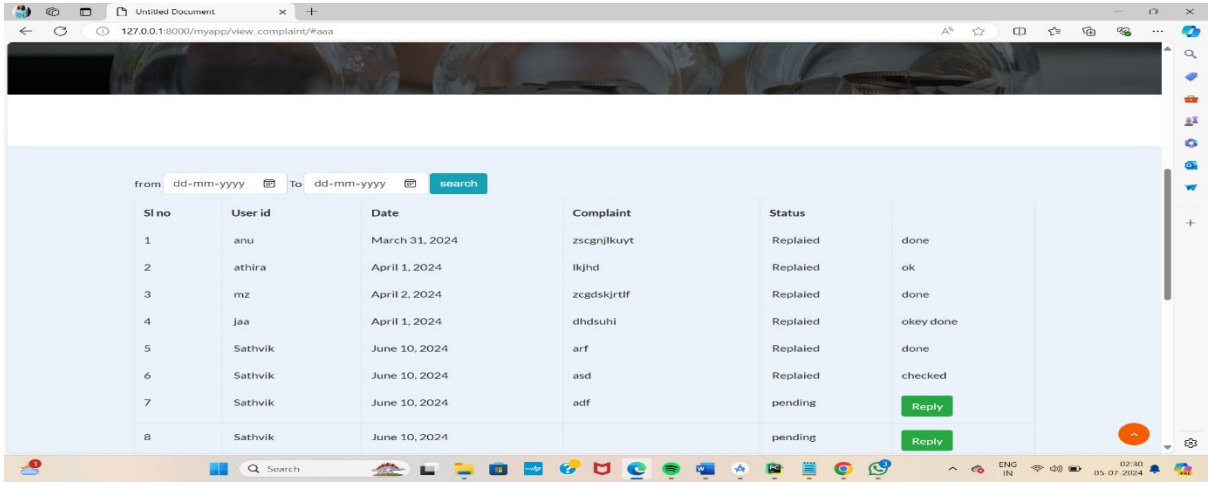 Untitled Document
127.0.0.1:8000/myapp/view_complaint/#aaa
from dd-mm-yyyy To dd-mm-yyyy search
Sl no User id Date Complaint Status
1 anu March 31, 2024 zscgnjlkuyt Replaied done
2 athira April 1, 2024 lkjhd Replaied ok
3 mz April 2, 2024 zcgdskjrtlf Replaied done
4 jaa April 1, 2024 dhdsuhi Replaied okey done
5 Sathvik June 10, 2024 arf Replaied done
6 Sathvik June 10, 2024 asd Replaied checked
7 Sathvik June 10, 2024 adf pending Reply
8 Sathvik June 10, 2024 pending Reply
Search ENG 02:30
IN 05-07-2024